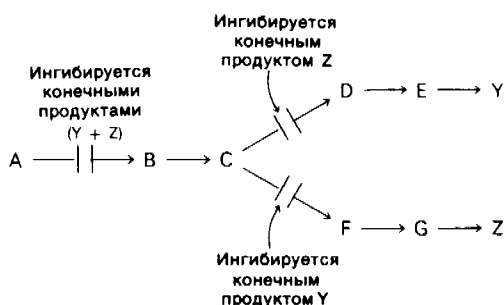 Ингибируется
конечным
продуктом Z
Ингибируется
конечными
продуктами
(Y + Z)
D E Y
A B C
F G Z
Ингибируется
конечным
продуктом Y